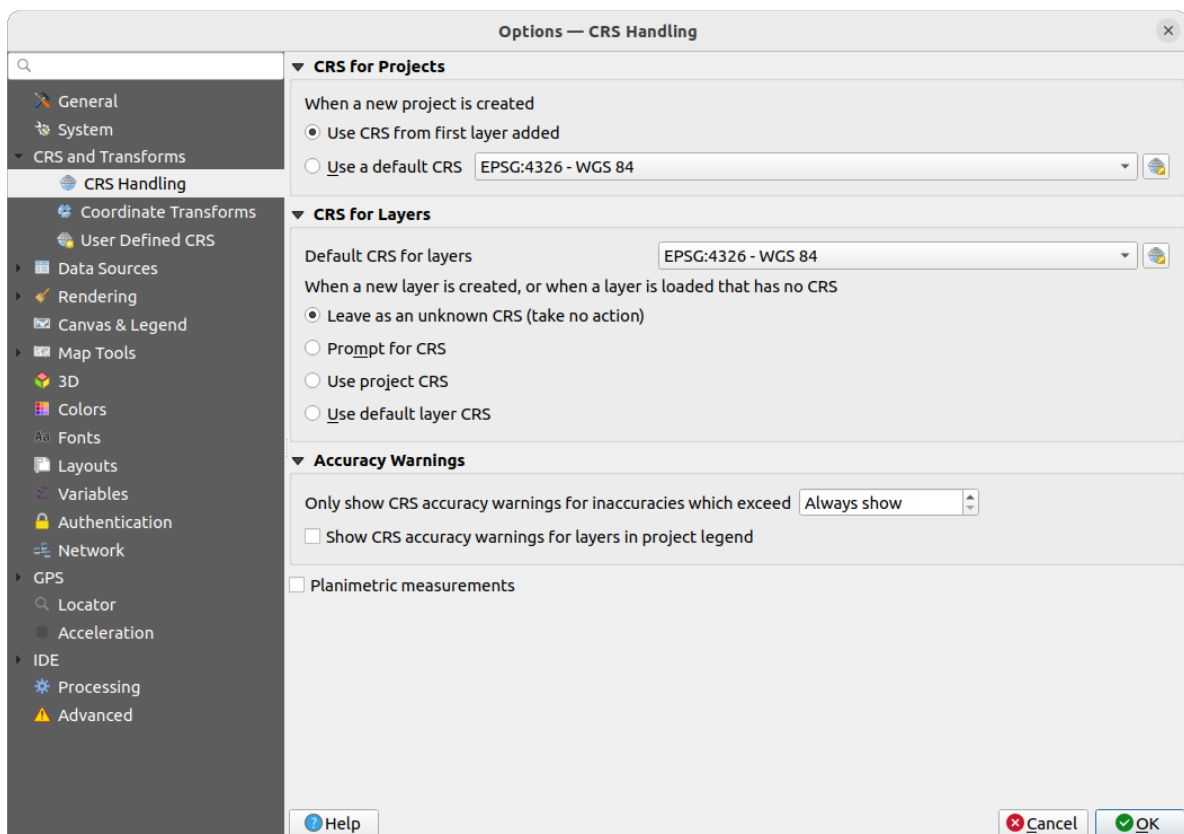 Options — CRS Handling
General
System
CRS and Transforms
CRS Handling
Coordinate Transforms
User Defined CRS
Data Sources
Rendering
Canvas & Legend
Map Tools
3D
Colors
Aa Fonts
Layouts
Variables
Authentication
Network
GPS
Locator
Acceleration
IDE
Processing
Advanced
CRS for Projects
When a new project is created
Use CRS from first layer added
Use a default CRS EPSG:4326 - WGS 84
CRS for Layers
Default CRS for layers EPSG:4326 - WGS 84
When a new layer is created, or when a layer is loaded that has no CRS
Leave as an unknown CRS (take no action)
Prompt for CRS
Use project CRS
Use default layer CRS
Accuracy Warnings
Only show CRS accuracy warnings for inaccuracies which exceed Always show
Show CRS accuracy warnings for layers in project legend
Planimetric measurements
Help Cancel OK